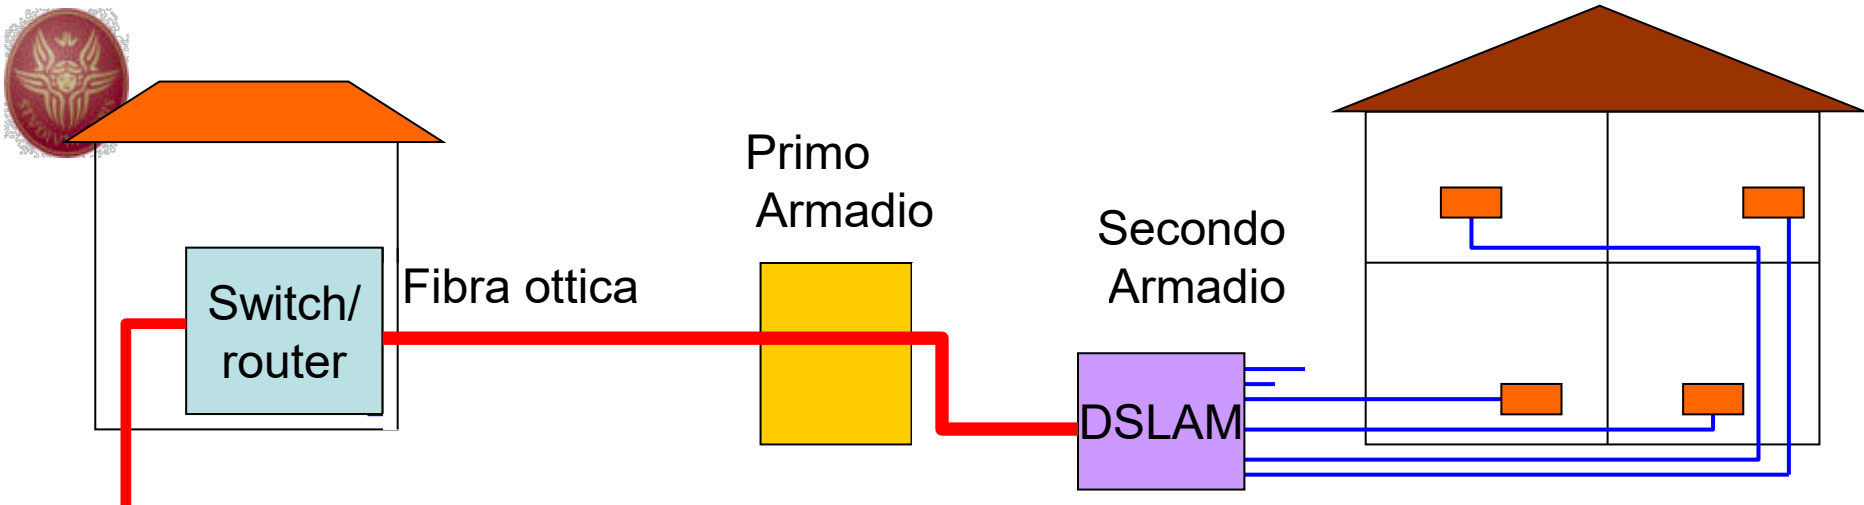 Primo
Armadio
Secondo
Armadio
Fibra ottica
Switch/
router
DSLAM